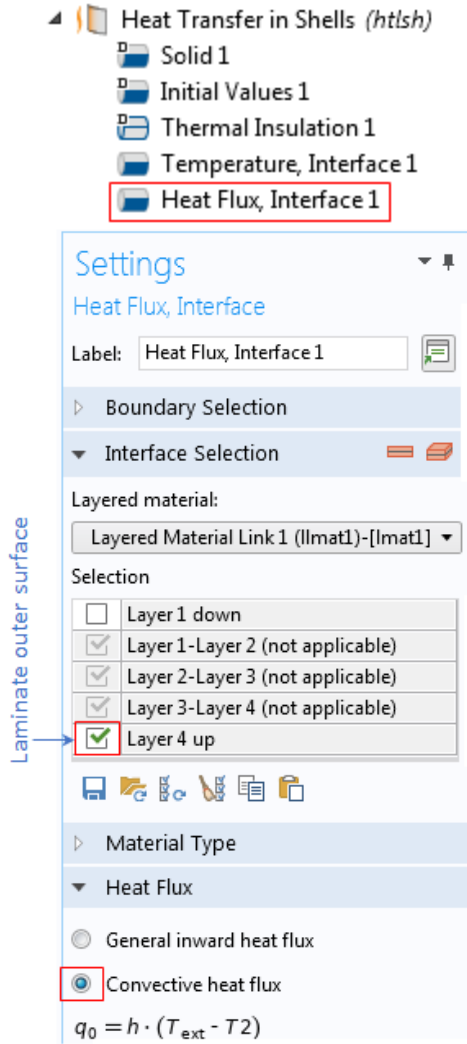 Heat Transfer in Shells (htlsh)
Solid 1
Initial Values 1
Thermal Insulation 1
Temperature, Interface 1
Heat Flux, Interface 1
Settings
Heat Flux, Interface
Label: Heat Flux, Interface 1
Boundary Selection
Interface Selection
Layered material:
Layered Material Link 1 (llmat1)-[lmat1]
Selection
Layer 1 down
Layer 1-Layer 2 (not applicable)
Layer 2-Layer 3 (not applicable)
Layer 3-Layer 4 (not applicable)
Layer 4 up
Laminate outer surface
Material Type
Heat Flux
General inward heat flux
Convective heat flux
q₀ = h · (T_ext - T2)